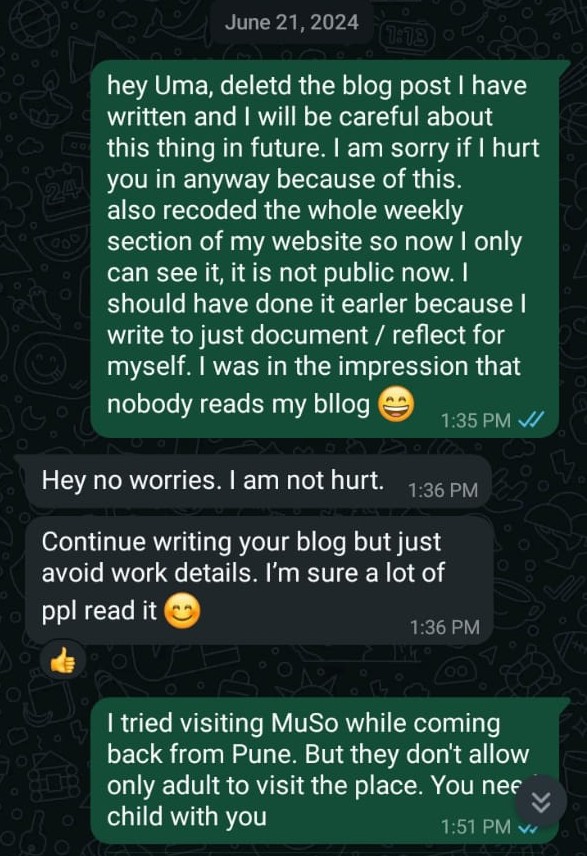 June 21, 2024
hey Uma, deletd the blog post I have
written and I will be careful about
this thing in future. I am sorry if I hurt
you in anyway because of this.
also recoded the whole weekly
section of my website so now I only
can see it, it is not public now. I
should have done it earler because I
write to just document / reflect for
myself. I was in the impression that
nobody reads my bllog 😄
1:35 PM
Hey no worries. I am not hurt.
1:36 PM
Continue writing your blog but just
avoid work details. I’m sure a lot of
ppl read it 😊
1:36 PM
👍
I tried visiting MuSo while coming
back from Pune. But they don't allow
only adult to visit the place. You
child with you
1:51 PM